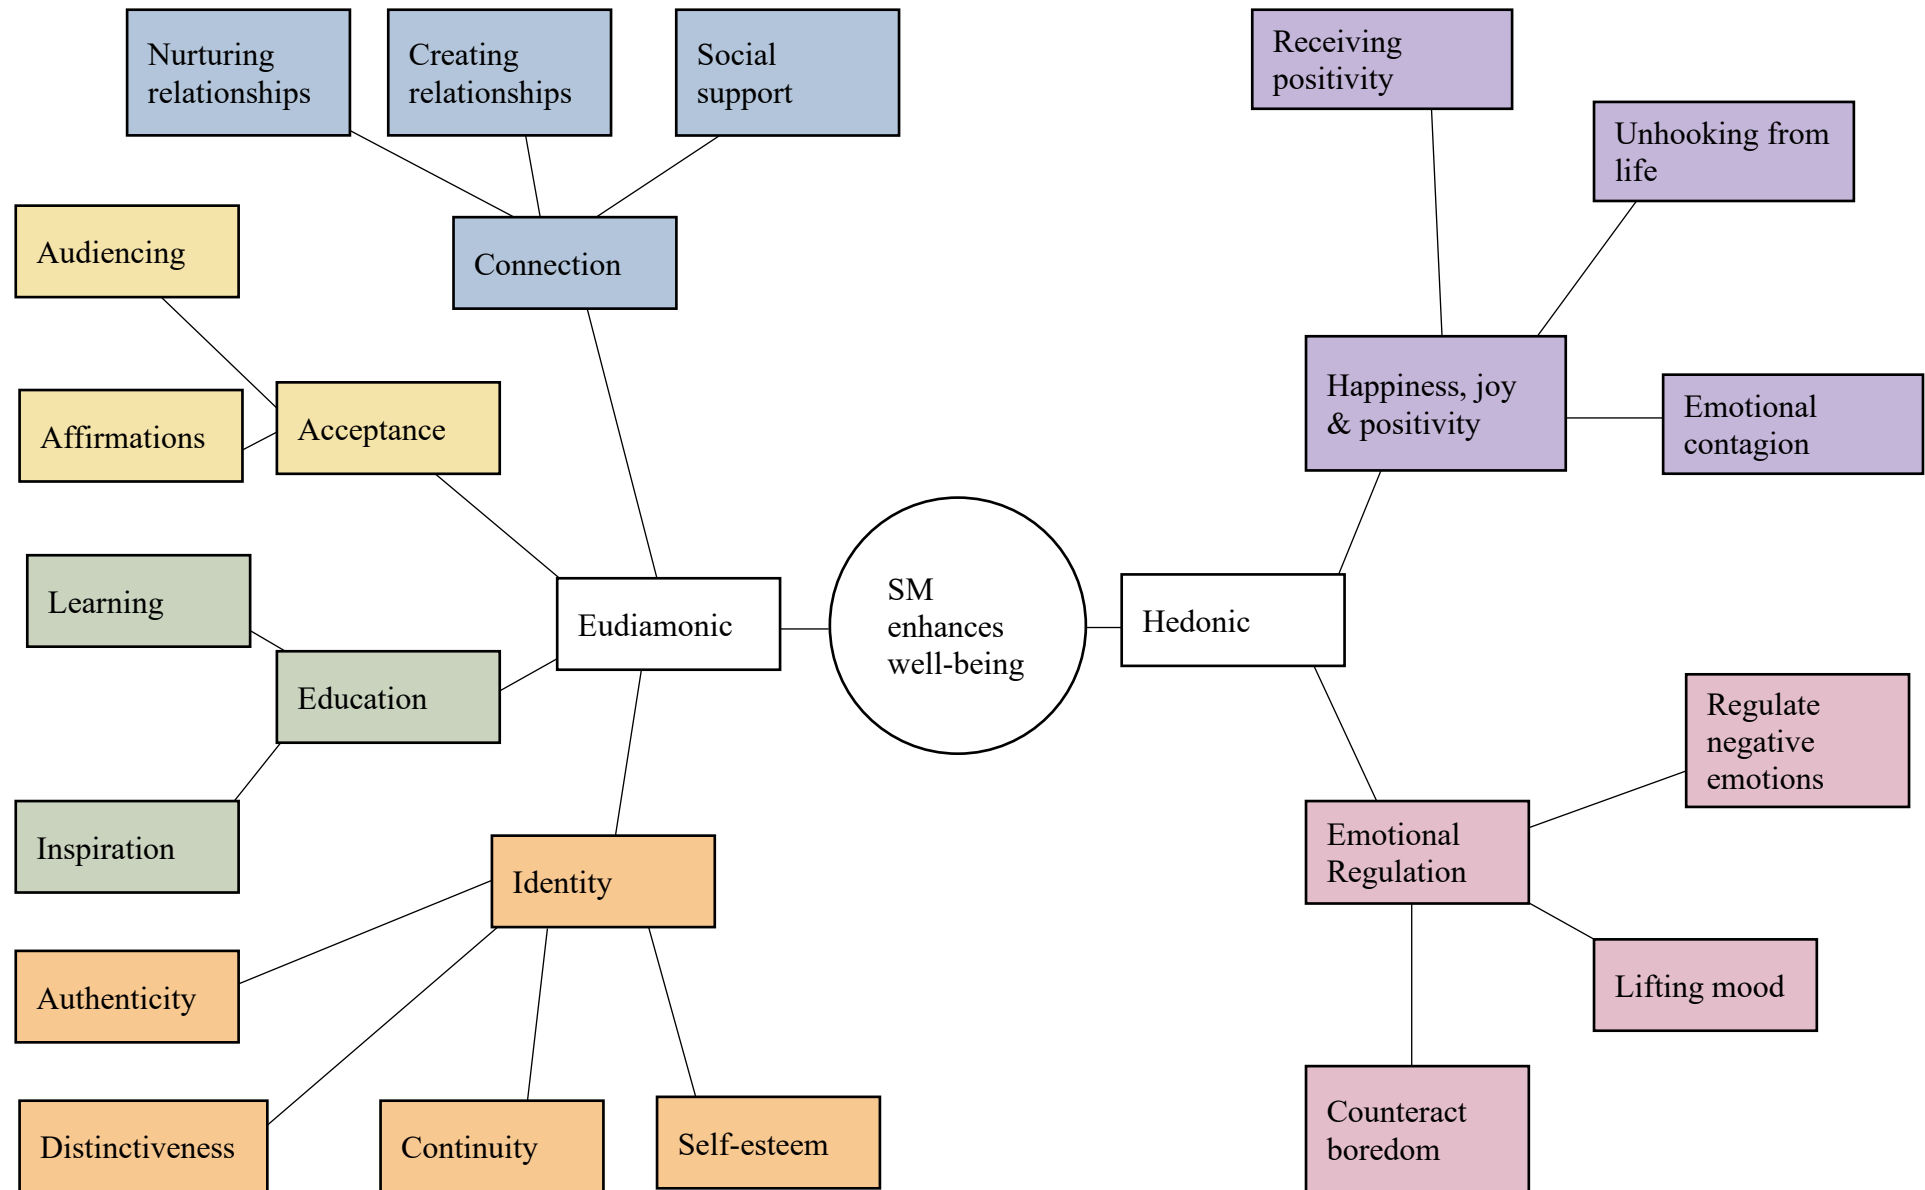 Nurturing
relationships
Creating
relationships
Social
support
Receiving
positivity
Unhooking from
life
Audiencing
Connection
Happiness, joy
& positivity
Emotional
contagion
Affirmations
Acceptance
Learning
Eudiamonic
SM
enhances
well-being
Hedonic
Education
Regulate
negative
emotions
Inspiration
Identity
Emotional
Regulation
Authenticity
Lifting mood
Distinctiveness
Continuity
Self-esteem
Counteract
boredom